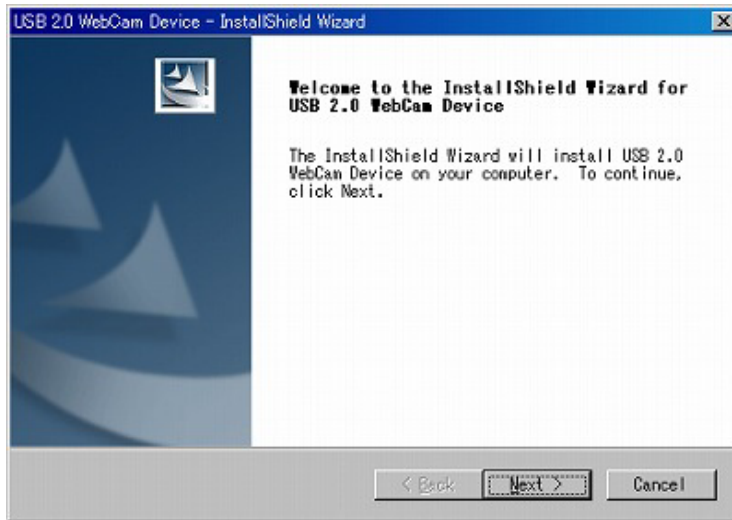 USB 2.0 WebCam Device - InstallShield Wizard
Welcome to the InstallShield Wizard for
USB 2.0 WebCam Device
The InstallShield Wizard will install USB 2.0
WebCam Device on your computer. To continue,
click Next.
< Back
Next >
Cancel